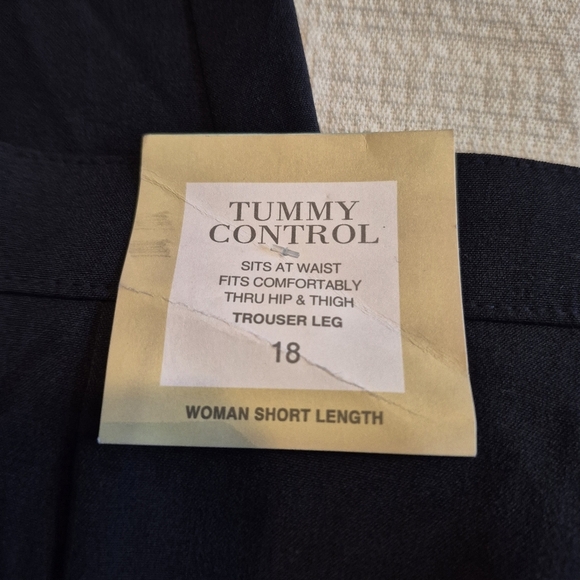 TUMMY
CONTROL
SITS AT WAIST
FITS COMFORTABLY
THRU HIP & THIGH
TROUSER LEG
18
WOMAN SHORT LENGTH